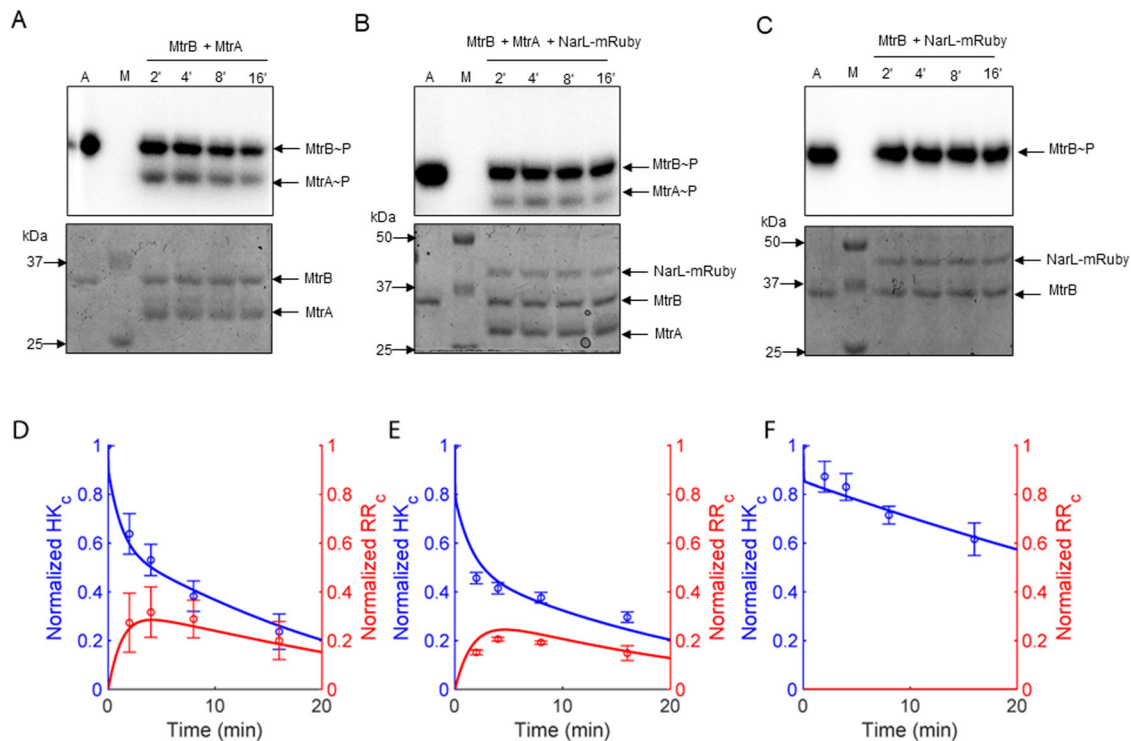 A
MtrB + MtrA
A M 2' 4' 8' 16'
MtrB~P
MtrA~P
kDa
37
MtrB
MtrA
25
B
MtrB + MtrA + NarL-mRuby
A M 2' 4' 8' 16'
MtrB~P
MtrA~P
kDa
50
NarL-mRuby
37
MtrB
MtrA
25
C
MtrB + NarL-mRuby
A M 2' 4' 8' 16'
MtrB~P
kDa
50
NarL-mRuby
37
MtrB
25
D
Normalized HKc
1
0.8
0.6
0.4
0.2
0
0 10 20
Time (min)
1
0.8
0.6
0.4
0.2
0
Normalized RRc
E
Normalized HKc
1
0.8
0.6
0.4
0.2
0
0 10 20
Time (min)
1
0.8
0.6
0.4
0.2
0
Normalized RRc
F
Normalized HKc
1
0.8
0.6
0.4
0.2
0
0 10 20
Time (min)
1
0.8
0.6
0.4
0.2
0
Normalized RRc